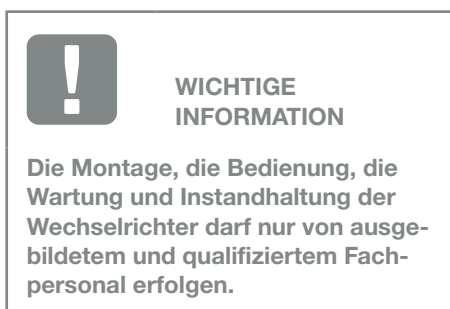 WICHTIGE
INFORMATION
Die Montage, die Bedienung, die
Wartung und Instandhaltung der
Wechselrichter darf nur von ausge-
bildetem und qualifiziertem Fach-
personal erfolgen.